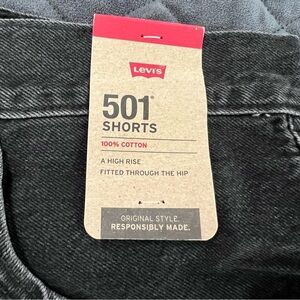 Levi's
501®
SHORTS
100% COTTON
A HIGH RISE
FITTED THROUGH THE HIP
ORIGINAL STYLE.
RESPONSIBLY MADE.